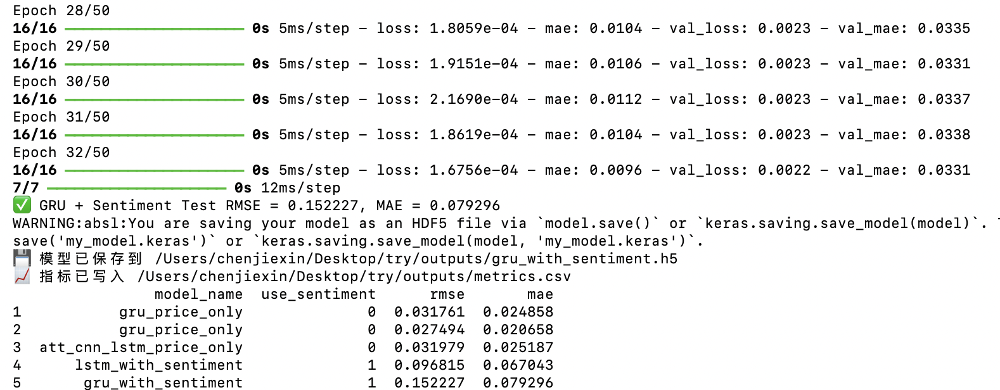 Epoch 28/50
16/16 ━━━━━━━━━━━━━━━━━━━━ 0s 5ms/step - loss: 1.8059e-04 - mae: 0.0104 - val_loss: 0.0023 - val_mae: 0.0335
Epoch 29/50
16/16 ━━━━━━━━━━━━━━━━━━━━ 0s 5ms/step - loss: 1.9151e-04 - mae: 0.0106 - val_loss: 0.0023 - val_mae: 0.0331
Epoch 30/50
16/16 ━━━━━━━━━━━━━━━━━━━━ 0s 5ms/step - loss: 2.1690e-04 - mae: 0.0112 - val_loss: 0.0023 - val_mae: 0.0337
Epoch 31/50
16/16 ━━━━━━━━━━━━━━━━━━━━ 0s 5ms/step - loss: 1.8619e-04 - mae: 0.0104 - val_loss: 0.0023 - val_mae: 0.0338
Epoch 32/50
16/16 ━━━━━━━━━━━━━━━━━━━━ 0s 5ms/step - loss: 1.6756e-04 - mae: 0.0096 - val_loss: 0.0022 - val_mae: 0.0331
7/7 ━━━━━━━━━━━━━━━━━━━━ 0s 12ms/step
✅ GRU + Sentiment Test RMSE = 0.152227, MAE = 0.079296
WARNING:absl:You are saving your model as an HDF5 file via `model.save()` or `keras.saving.save_model(model)`.
save('my_model.keras')` or `keras.saving.save_model(model, 'my_model.keras')`.
💾 模型已保存到 /Users/chenjiexin/Desktop/try/outputs/gru_with_sentiment.h5
📈 指标已写入 /Users/chenjiexin/Desktop/try/outputs/metrics.csv
model_name use_sentiment rmse mae
1 gru_price_only 0 0.031761 0.024858
2 gru_price_only 0 0.027494 0.020658
3 att_cnn_lstm_price_only 0 0.031979 0.025187
4 lstm_with_sentiment 1 0.096815 0.067043
5 gru_with_sentiment 1 0.152227 0.079296